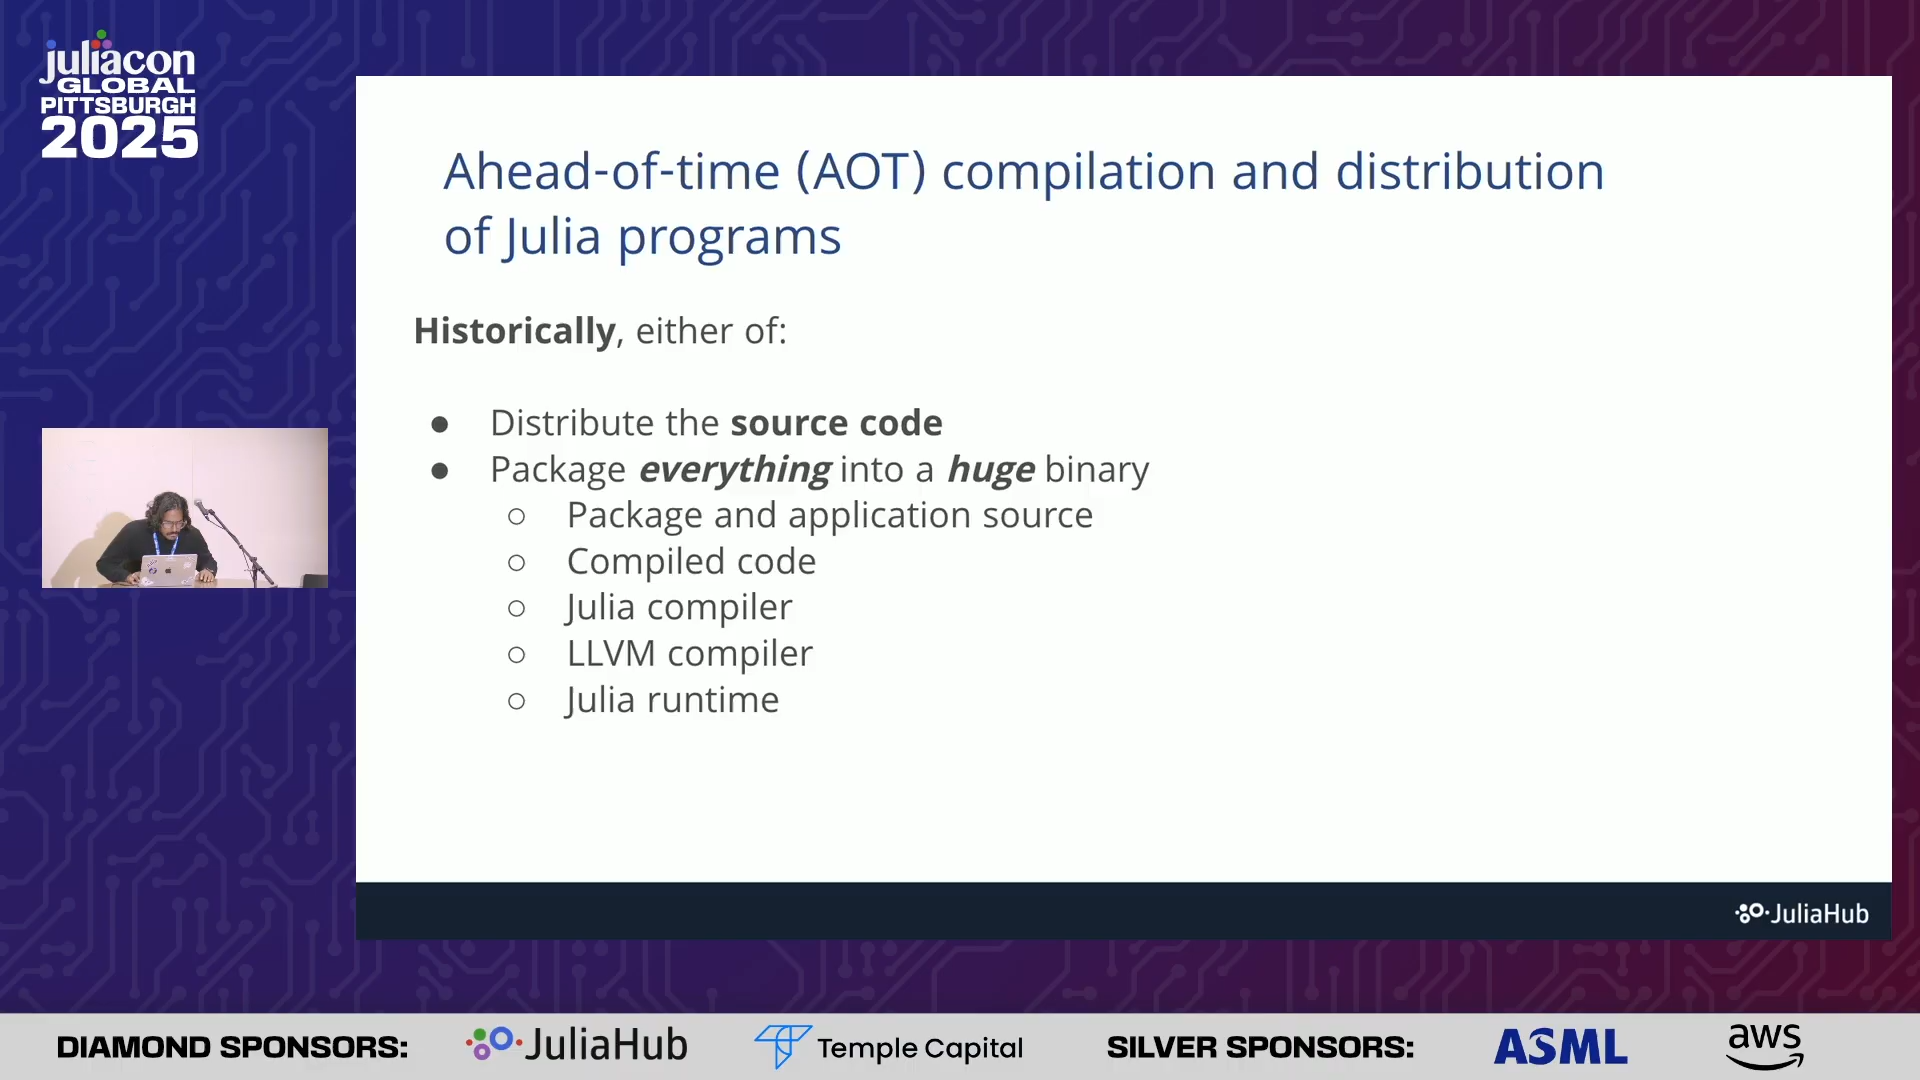 juliacon
GLOBAL
PITTSBURGH
2025
Ahead-of-time (AOT) compilation and distribution
of Julia programs
Historically, either of:
● Distribute the source code
● Package everything into a huge binary
○ Package and application source
○ Compiled code
○ Julia compiler
○ LLVM compiler
○ Julia runtime
JuliaHub
DIAMOND SPONSORS: JuliaHub Temple Capital SILVER SPONSORS: ASML aws